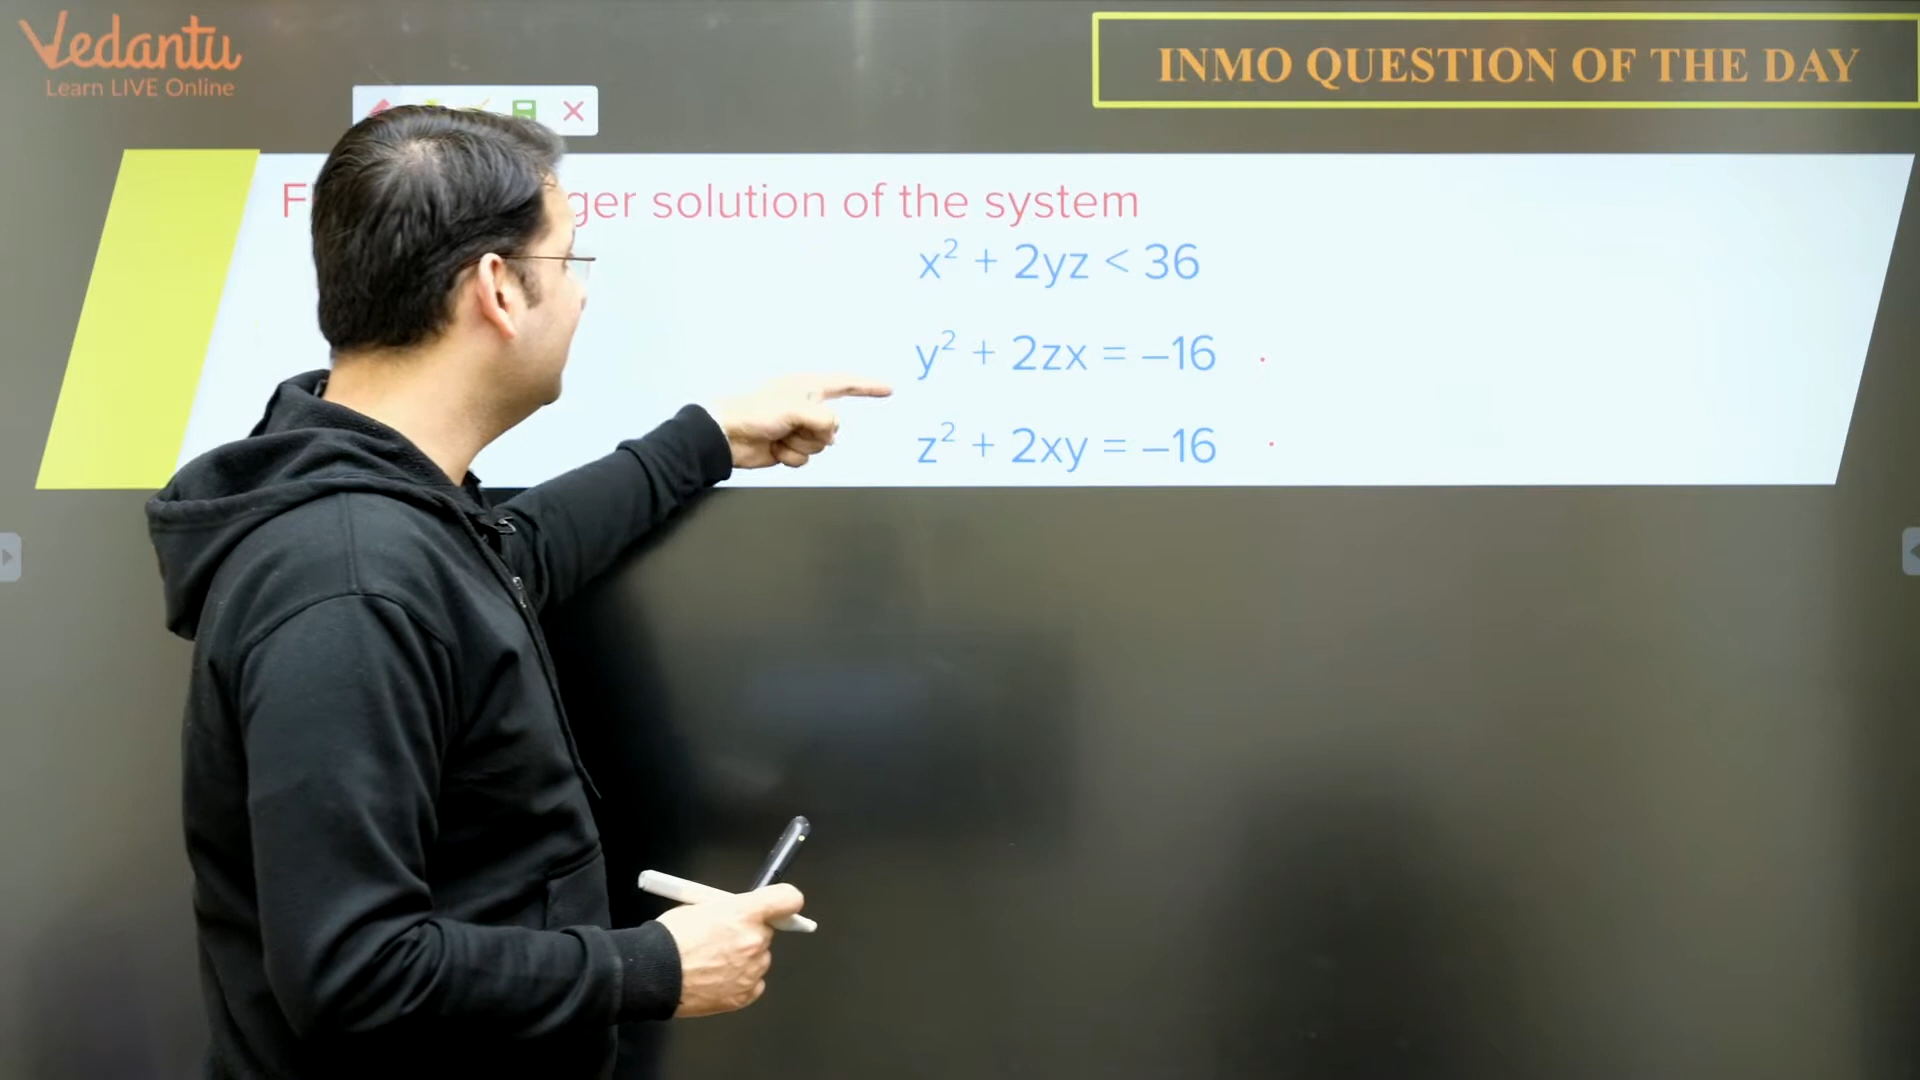 Vedantu
Learn LIVE Online
INMO QUESTION OF THE DAY
solution of the system
x² + 2yz < 36
y² + 2zx = –16
z² + 2xy = –16